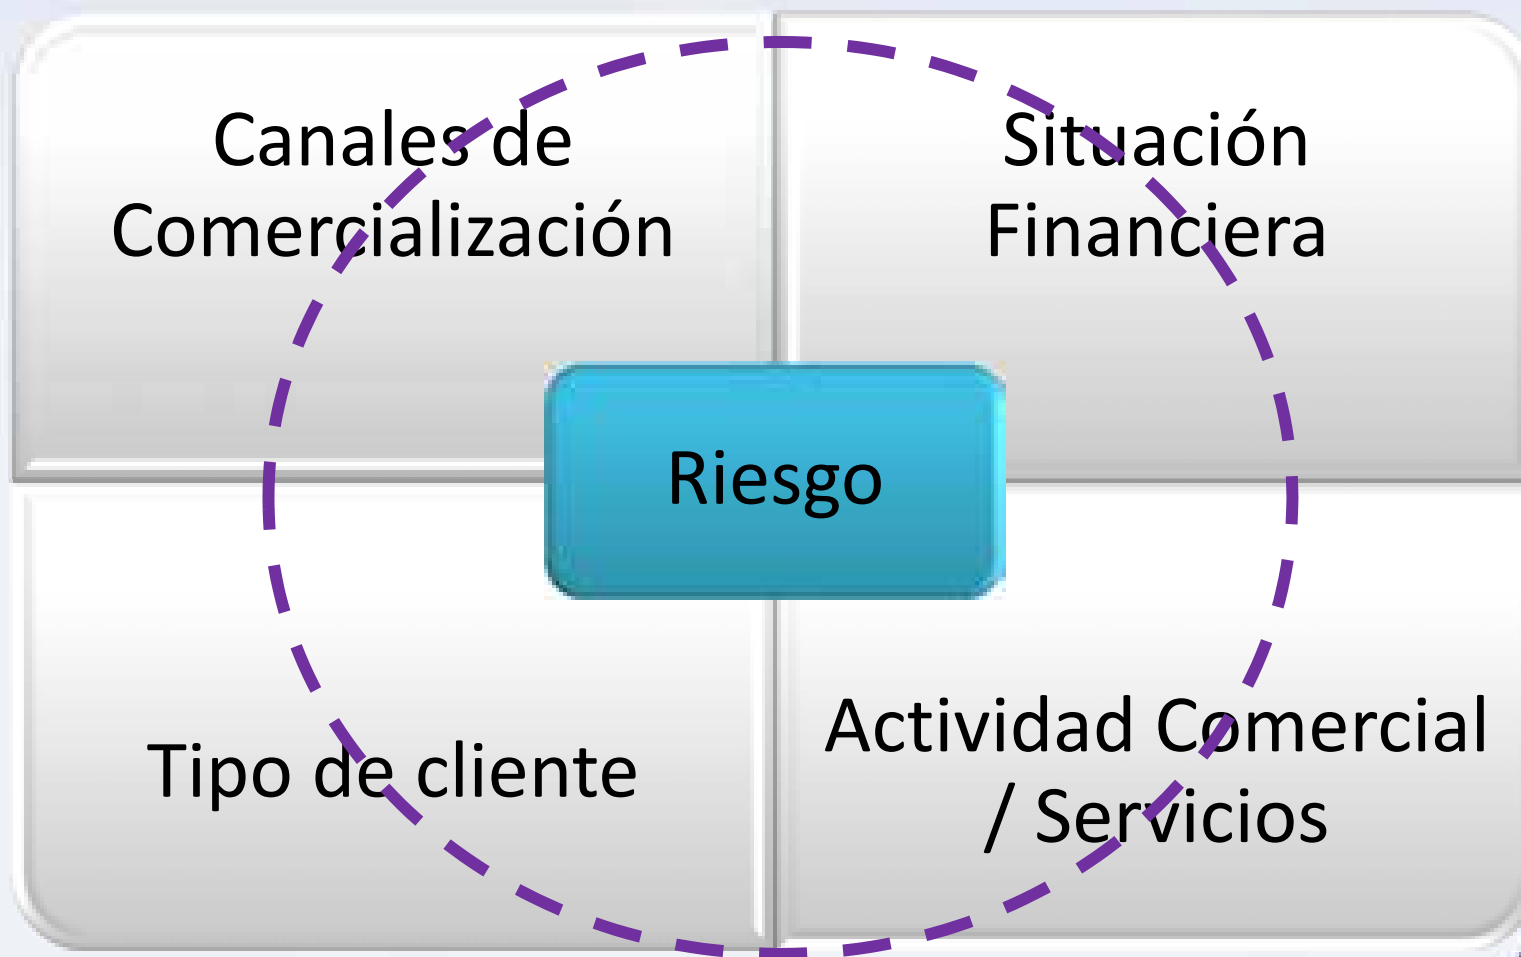 Canales de
Comercialización
Situación
Financiera
Riesgo
Tipo de cliente
Actividad Comercial
/ Servicios